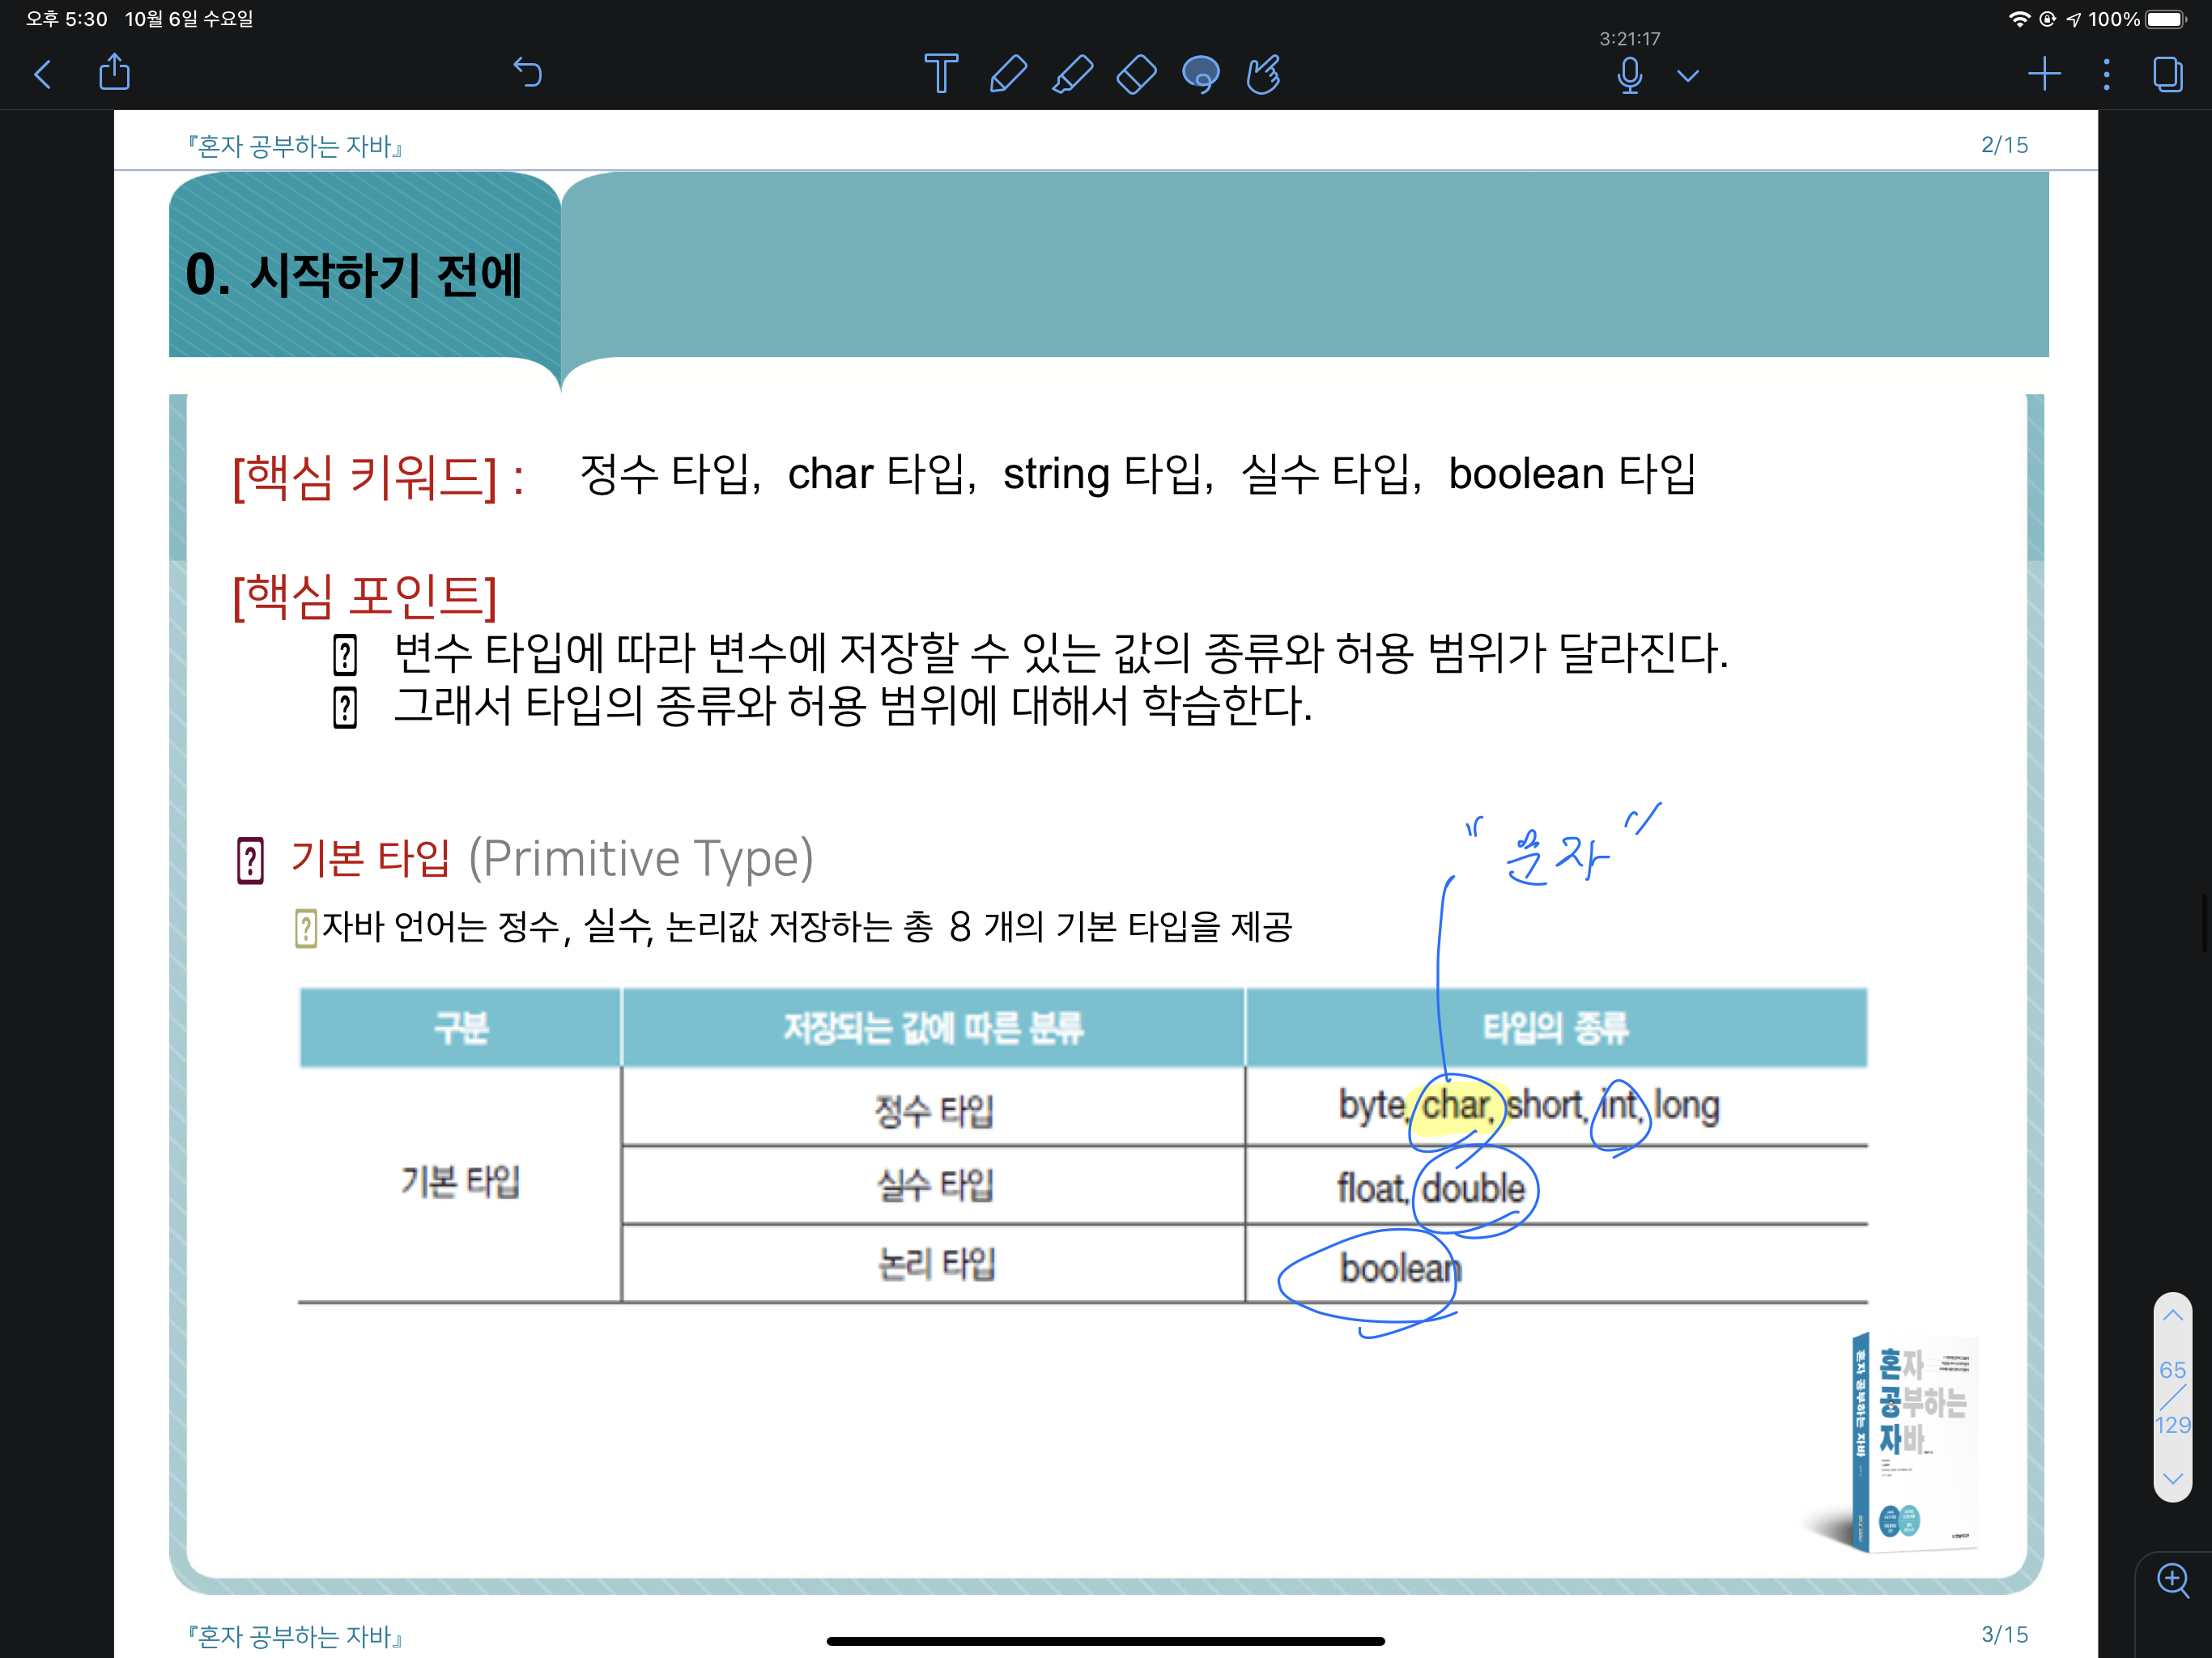 오후 5:30 10월 6일 수요일
100%
3:21:17
『혼자 공부하는 자바』
2/15
0. 시작하기 전에
[핵심 키워드] : 정수 타입, char 타입, string 타입, 실수 타입, boolean 타입
[핵심 포인트]
변수 타입에 따라 변수에 저장할 수 있는 값의 종류와 허용 범위가 달라진다.
그래서 타입의 종류와 허용 범위에 대해서 학습한다.
"문자"
기본 타입 (Primitive Type)
자바 언어는 정수, 실수, 논리값 저장하는 총 8 개의 기본 타입을 제공
구분 저장되는 값에 따른 분류 타입의 종류
정수 타입 byte, char, short, int, long
기본 타입 실수 타입 float, double
논리 타입 boolean
혼자 공부하는 자바
혼자
공부하는
자바
65
129
『혼자 공부하는 자바』
3/15